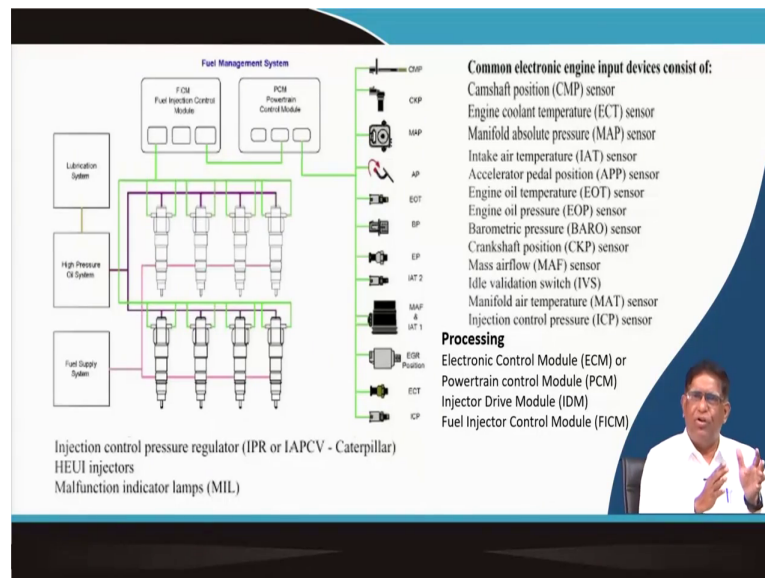 Fuel Management System
FCM
Fuel Injection Control
Module
PCM
Powertrain
Control Module
Lubrication
System
High Pressure
Oil System
Fuel Supply
System
CMP
CKP
MAP
AP
EOT
BP
EP
IAT 2
MAF
&
IAT 1
EGR
Position
ECT
ICP
Common electronic engine input devices consist of:
Camshaft position (CMP) sensor
Engine coolant temperature (ECT) sensor
Manifold absolute pressure (MAP) sensor
Intake air temperature (IAT) sensor
Accelerator pedal position (APP) sensor
Engine oil temperature (EOT) sensor
Engine oil pressure (EOP) sensor
Barometric pressure (BARO) sensor
Crankshaft position (CKP) sensor
Mass airflow (MAF) sensor
Idle validation switch (IVS)
Manifold air temperature (MAT) sensor
Injection control pressure (ICP) sensor
Processing
Electronic Control Module (ECM) or
Powertrain control Module (PCM)
Injector Drive Module (IDM)
Fuel Injector Control Module (FICM)
Injection control pressure regulator (IPR or IAPCV - Caterpillar)
HEUI injectors
Malfunction indicator lamps (MIL)